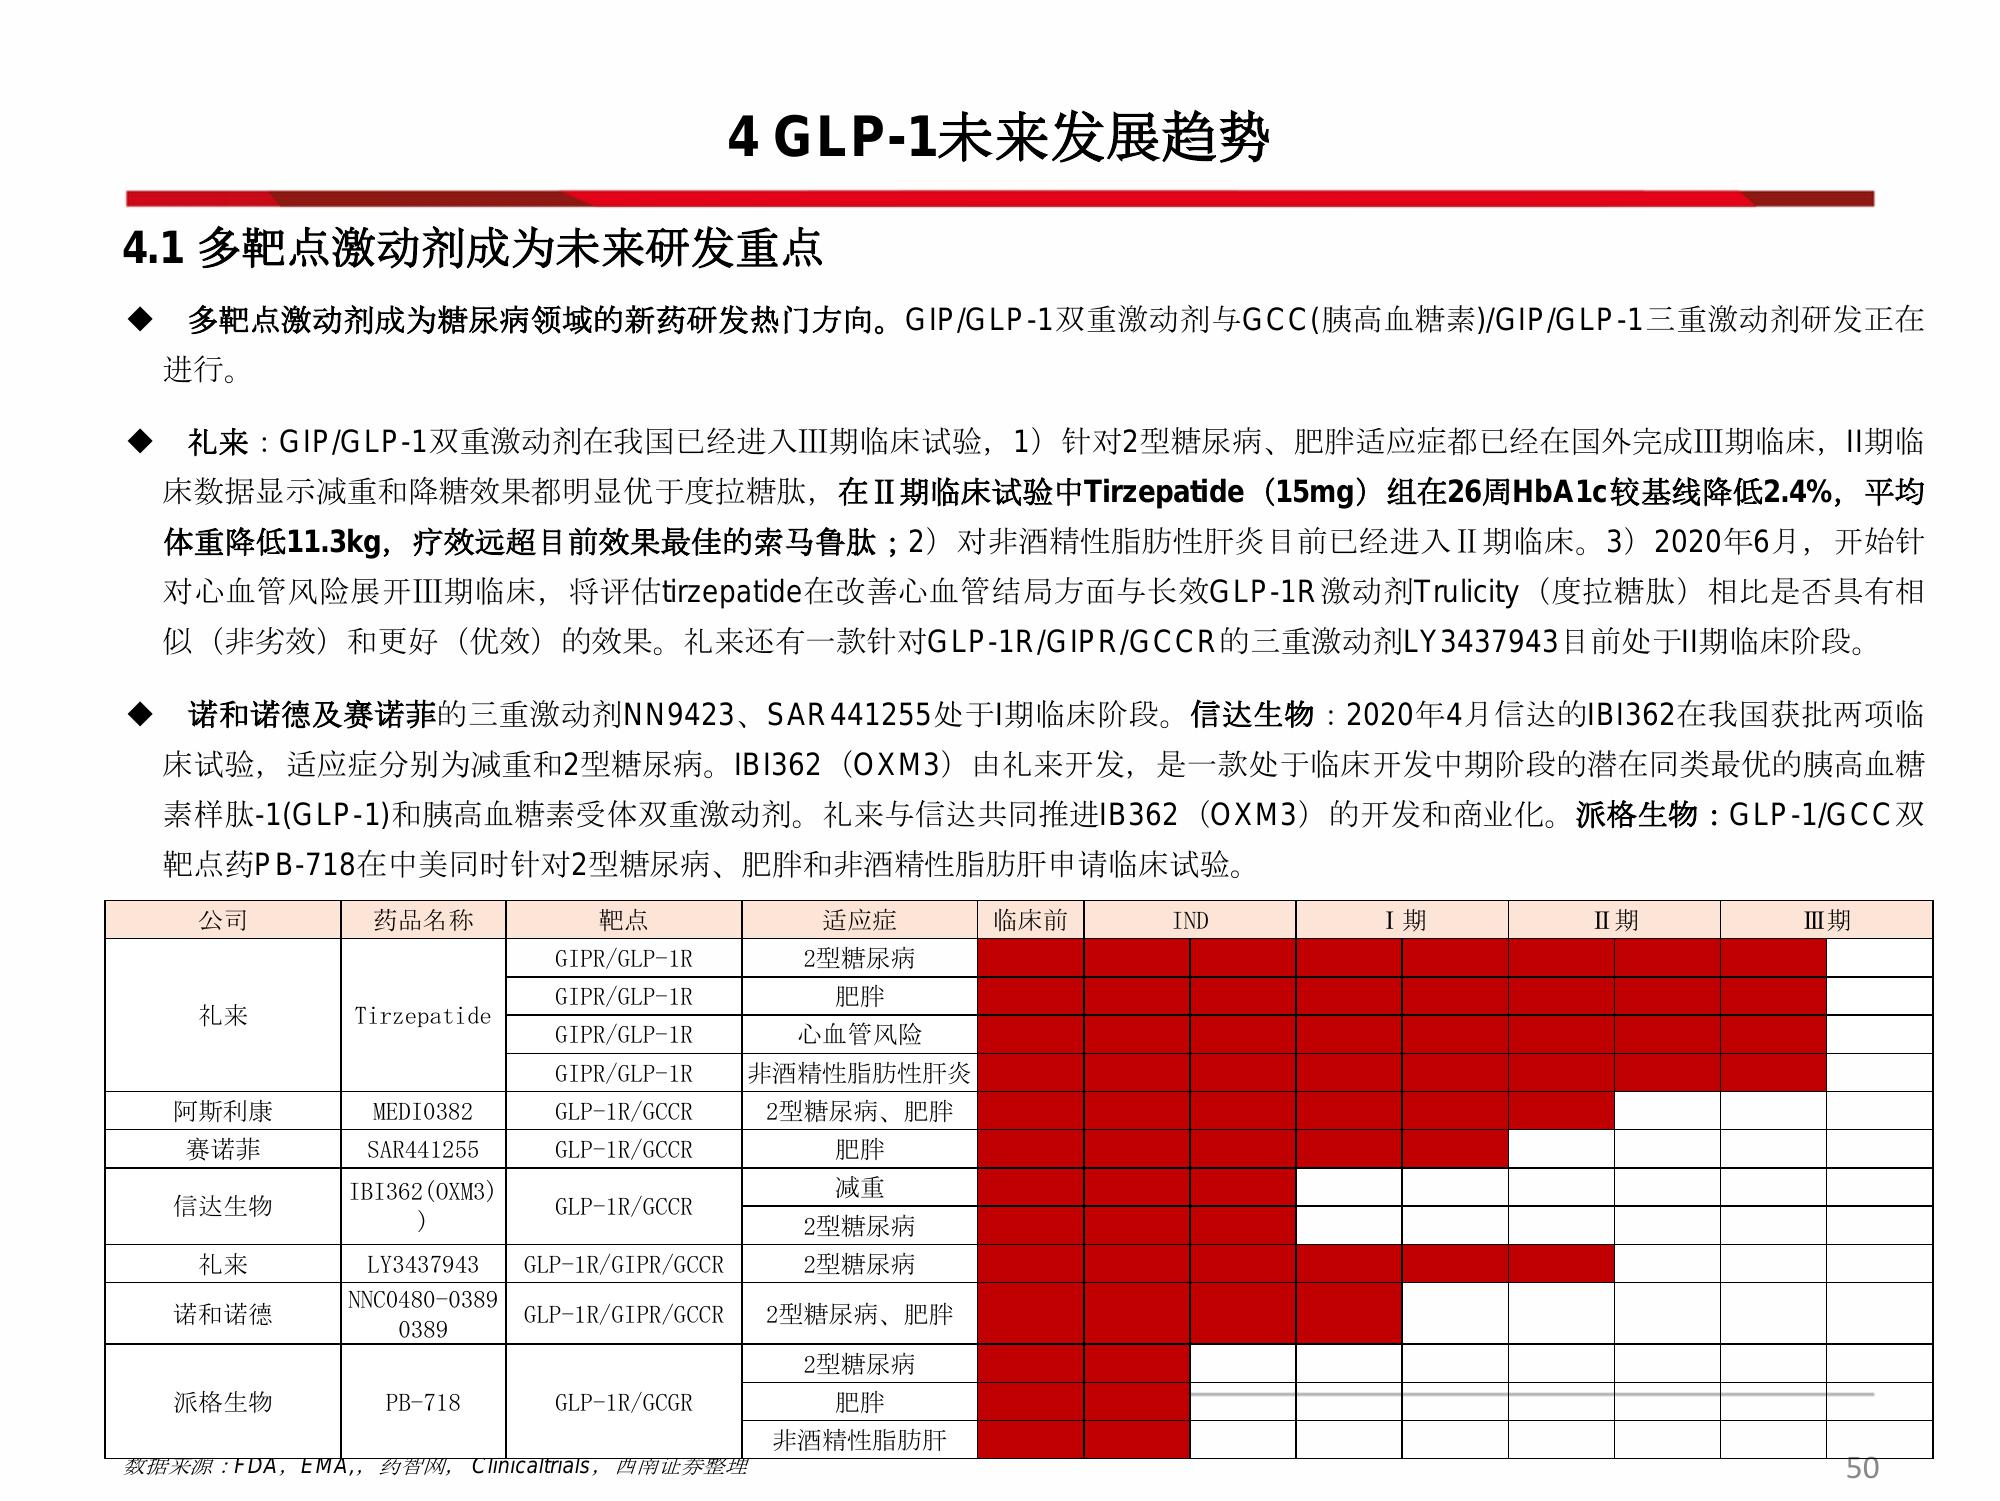 4 GLP-1未来发展趋势
4.1 多靶点激动剂成为未来研发重点
◆ 多靶点激动剂成为糖尿病领域的新药研发热门方向。GIP/GLP-1双重激动剂与GCC(胰高血糖素)/GIP/GLP-1三重激动剂研发正在
进行。
◆ 礼来：GIP/GLP-1双重激动剂在我国已经进入Ⅲ期临床试验，1）针对2型糖尿病、肥胖适应症都已经在国外完成Ⅲ期临床，II期临
床数据显示减重和降糖效果都明显优于度拉糖肽，在Ⅱ期临床试验中Tirzepatide（15mg）组在26周HbA1c较基线降低2.4%，平均
体重降低11.3kg，疗效远超目前效果最佳的索马鲁肽；2）对非酒精性脂肪性肝炎目前已经进入Ⅱ期临床。3）2020年6月，开始针
对心血管风险展开Ⅲ期临床，将评估tirzepatide在改善心血管结局方面与长效GLP-1R激动剂Trulicity（度拉糖肽）相比是否具有相
似（非劣效）和更好（优效）的效果。礼来还有一款针对GLP-1R/GIPR/GCCR的三重激动剂LY3437943目前处于II期临床阶段。
◆ 诺和诺德及赛诺菲的三重激动剂NN9423、SAR441255处于I期临床阶段。信达生物：2020年4月信达的IBI362在我国获批两项临
床试验，适应症分别为减重和2型糖尿病。IBI362（OXM3）由礼来开发，是一款处于临床开发中期阶段的潜在同类最优的胰高血糖
素样肽-1(GLP-1)和胰高血糖素受体双重激动剂。礼来与信达共同推进IB362（OXM3）的开发和商业化。派格生物：GLP-1/GCC双
靶点药PB-718在中美同时针对2型糖尿病、肥胖和非酒精性脂肪肝申请临床试验。
公司 药品名称 靶点 适应症 临床前 IND Ⅰ期 Ⅱ期 Ⅲ期
礼来 Tirzepatide GIPR/GLP-1R 2型糖尿病
GIPR/GLP-1R 肥胖
GIPR/GLP-1R 心血管风险
GIPR/GLP-1R 非酒精性脂肪性肝炎
阿斯利康 MEDI0382 GLP-1R/GCCR 2型糖尿病、肥胖
赛诺菲 SAR441255 GLP-1R/GCCR 肥胖
信达生物 IBI362(OXM3)
) GLP-1R/GCCR 减重
2型糖尿病
礼来 LY3437943 GLP-1R/GIPR/GCCR 2型糖尿病
诺和诺德 NNC0480-0389
0389 GLP-1R/GIPR/GCCR 2型糖尿病、肥胖
派格生物 PB-718 GLP-1R/GCGR 2型糖尿病
肥胖
非酒精性脂肪肝
数据来源：FDA，EMA,，药智网， Clinicaltrials，西南证券整理
50